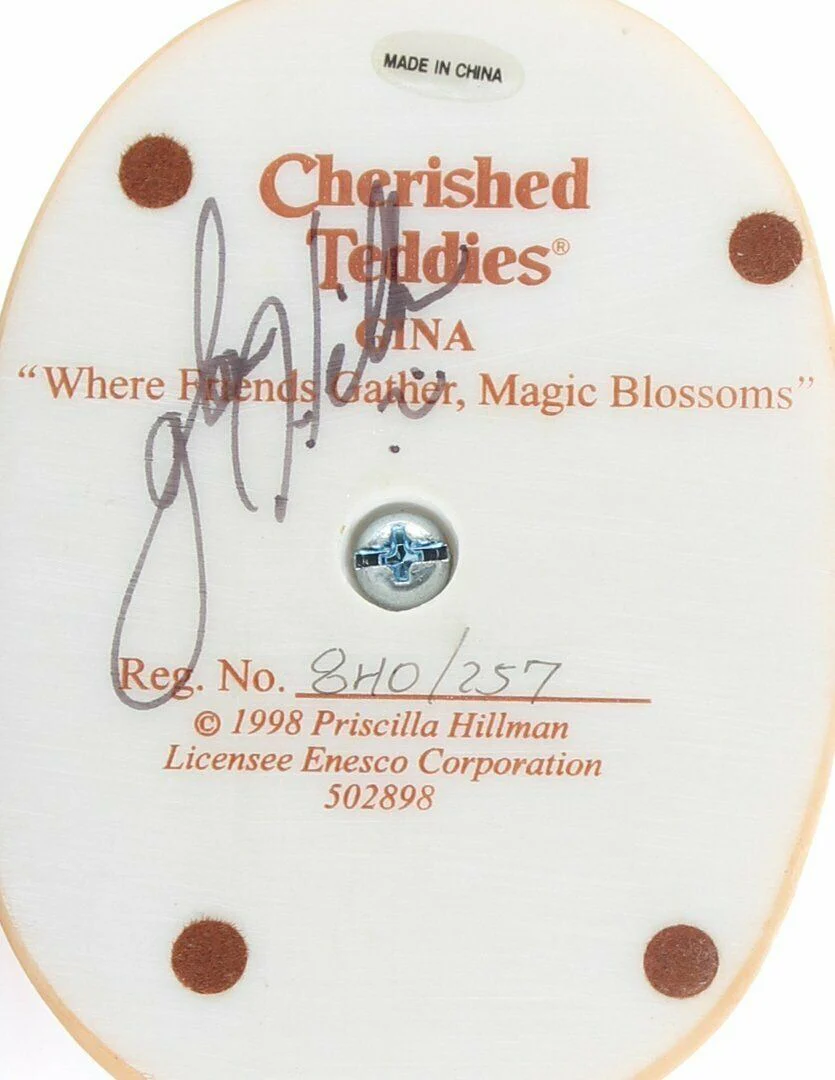 MADE IN CHINA
Cherished
Teddies®
GINA
“Where Friends Gather, Magic Blossoms”
Reg. No. 8H0/257
© 1998 Priscilla Hillman
Licensee Enesco Corporation
502898